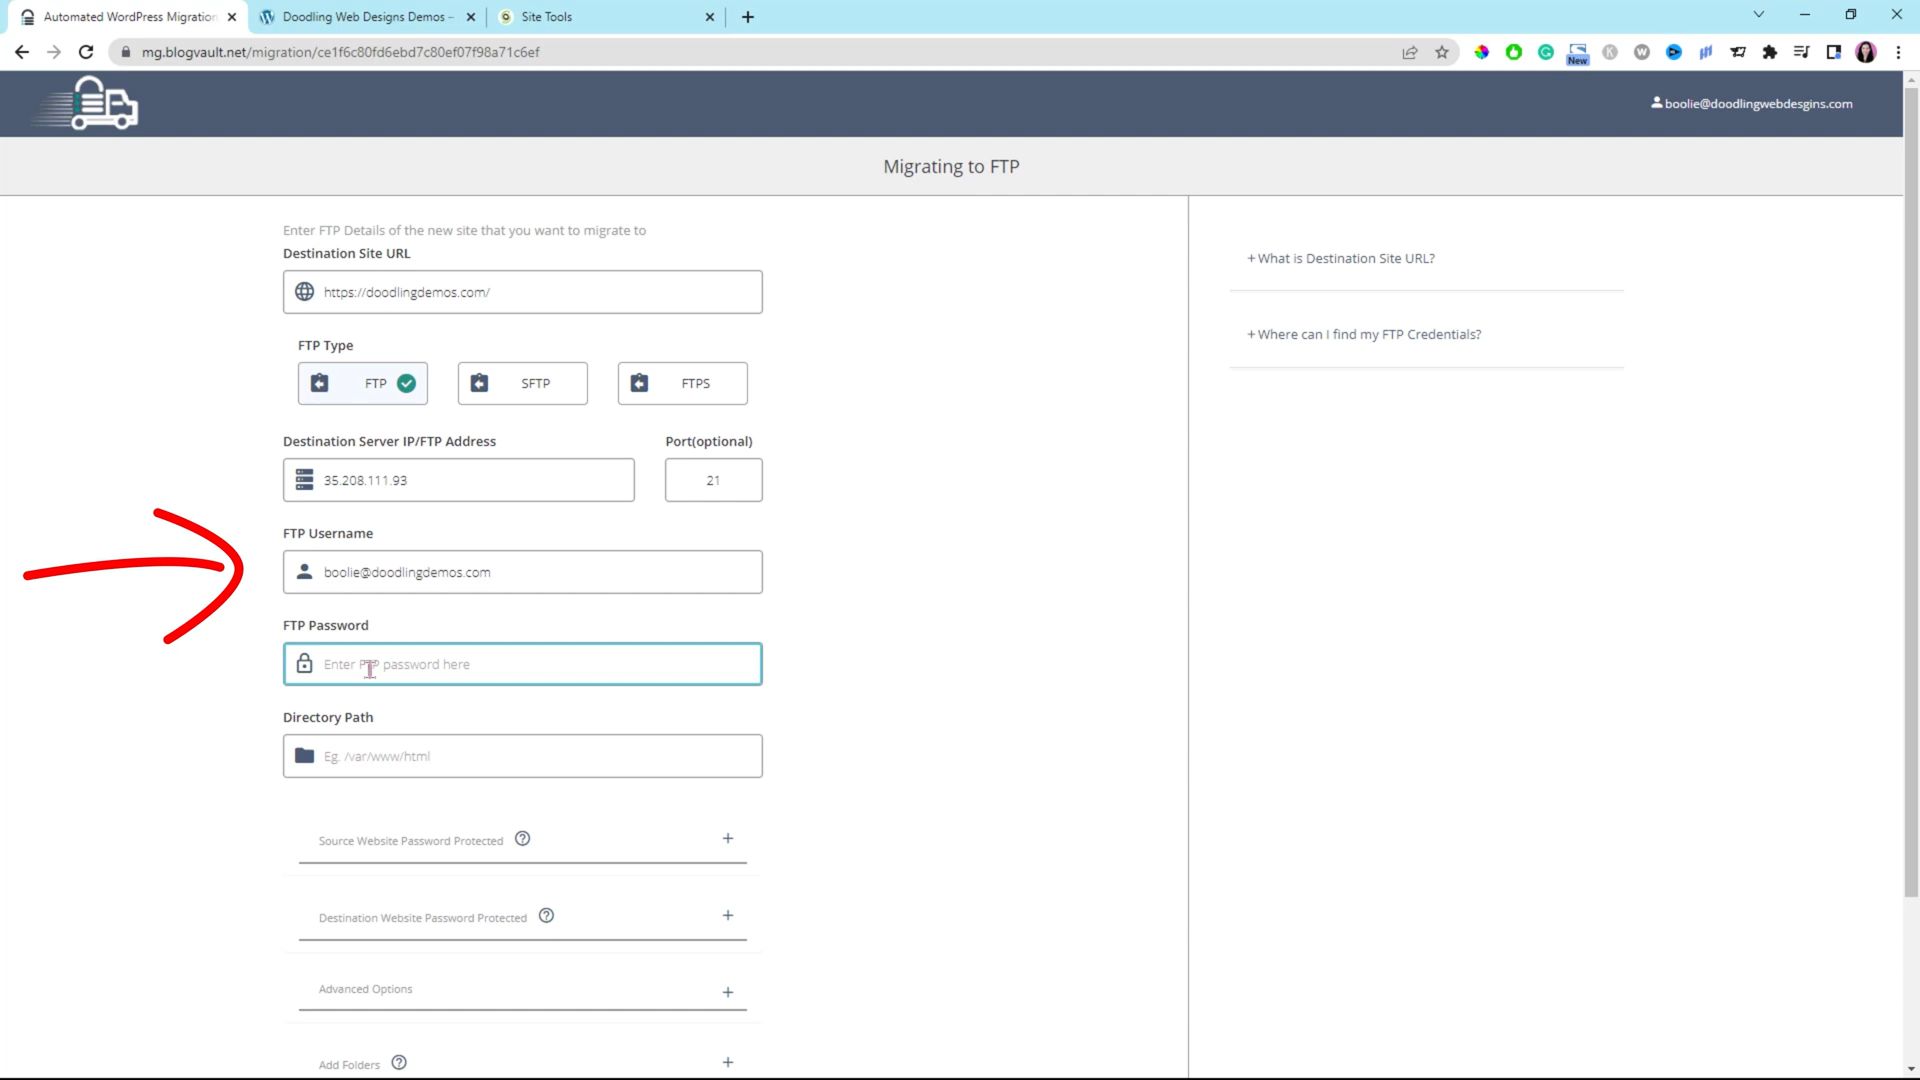 Automated WordPress Migration
Doodling Web Designs Demos –
Site Tools
mg.blogvault.net/migration/ce1f6c80fd6ebd7c80ef07f98a71c6ef
New
boolie@doodlingwebdesgins.com
Migrating to FTP
Enter FTP Details of the new site that you want to migrate to
Destination Site URL
https://doodlingdemos.com/
FTP Type
FTP
SFTP
FTPS
Destination Server IP/FTP Address
Port(optional)
35.208.111.93
21
FTP Username
boolie@doodlingdemos.com
FTP Password
Enter FTP password here
Directory Path
Eg. /var/www/html
Source Website Password Protected ? +
Destination Website Password Protected ? +
Advanced Options +
Add Folders ? +
+ What is Destination Site URL?
+ Where can I find my FTP Credentials?